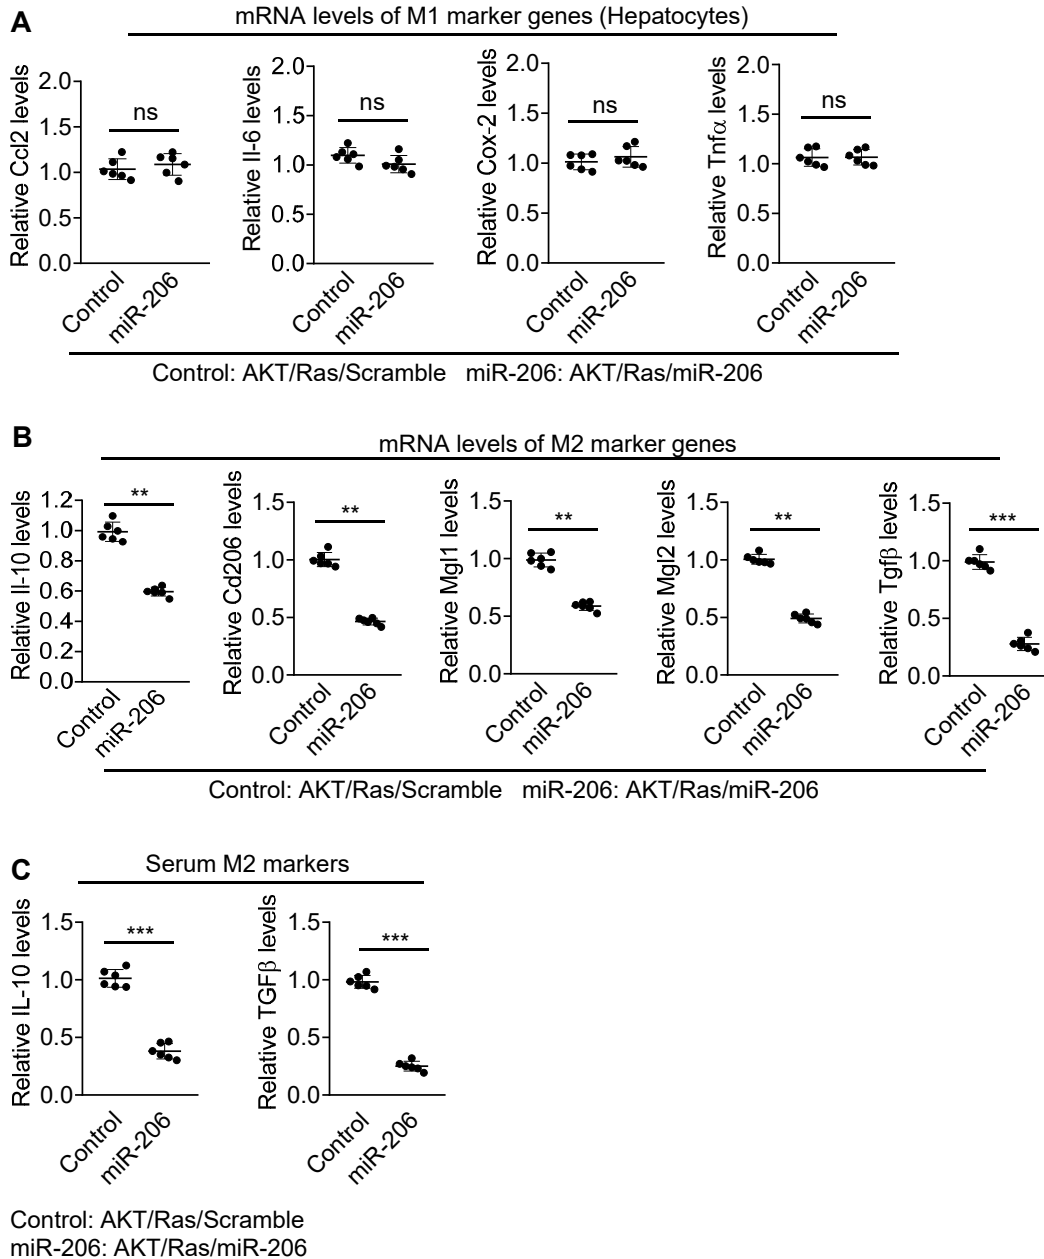 A
mRNA levels of M1 marker genes (Hepatocytes)
Relative Ccl2 levels
2.0
1.5
1.0
0.5
0.0
ns
Control
miR-206
Relative Il-6 levels
2.0
1.5
1.0
0.5
0.0
ns
Control
miR-206
Relative Cox-2 levels
2.0
1.5
1.0
0.5
0.0
ns
Control
miR-206
Relative Tnfα levels
2.0
1.5
1.0
0.5
0.0
ns
Control
miR-206
Control: AKT/Ras/Scramble miR-206: AKT/Ras/miR-206
B
mRNA levels of M2 marker genes
Relative Il-10 levels
1.2
1.0
0.8
0.6
0.4
0.2
0.0
**
Control
miR-206
Relative Cd206 levels
1.5
1.0
0.5
0.0
**
Control
miR-206
Relative Mgl1 levels
1.5
1.0
0.5
0.0
**
Control
miR-206
Relative Mgl2 levels
1.5
1.0
0.5
0.0
**
Control
miR-206
Relative Tgfβ levels
1.5
1.0
0.5
0.0
***
Control
miR-206
Control: AKT/Ras/Scramble miR-206: AKT/Ras/miR-206
C
Serum M2 markers
Relative IL-10 levels
1.5
1.0
0.5
0.0
***
Control
miR-206
Relative TGFβ levels
1.5
1.0
0.5
0.0
***
Control
miR-206
Control: AKT/Ras/Scramble
miR-206: AKT/Ras/miR-206